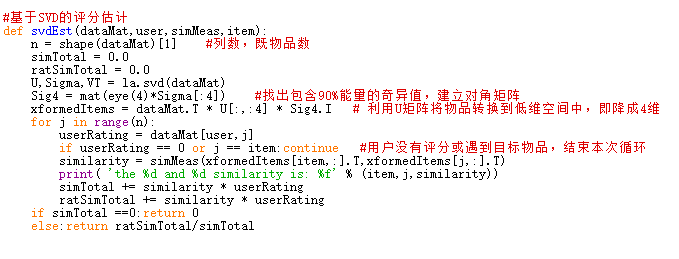 #基于SVD的评分估计
def svdEst(dataMat,user,simMeas,item):
    n = shape(dataMat)[1]    #列数，既物品数
    simTotal = 0.0
    ratSimTotal = 0.0
    U,Sigma,VT = la.svd(dataMat)
    Sig4 = mat(eye(4)*Sigma[:4])    #找出包含90%能量的奇异值，建立对角矩阵
    xformedItems = dataMat.T * U[:,:4] * Sig4.I   # 利用U矩阵将物品转换到低维空间中，即降成4维
    for j in range(n):
        userRating = dataMat[user,j]
        if userRating == 0 or j == item:continue   #用户没有评分或遇到目标物品，结束本次循环
        similarity = simMeas(xformedItems[item,:].T,xformedItems[j,:].T)
        print( 'the %d and %d similarity is: %f' % (item,j,similarity))
        simTotal += similarity * userRating
        ratSimTotal += similarity * userRating
    if simTotal ==0:return 0
    else:return ratSimTotal/simTotal